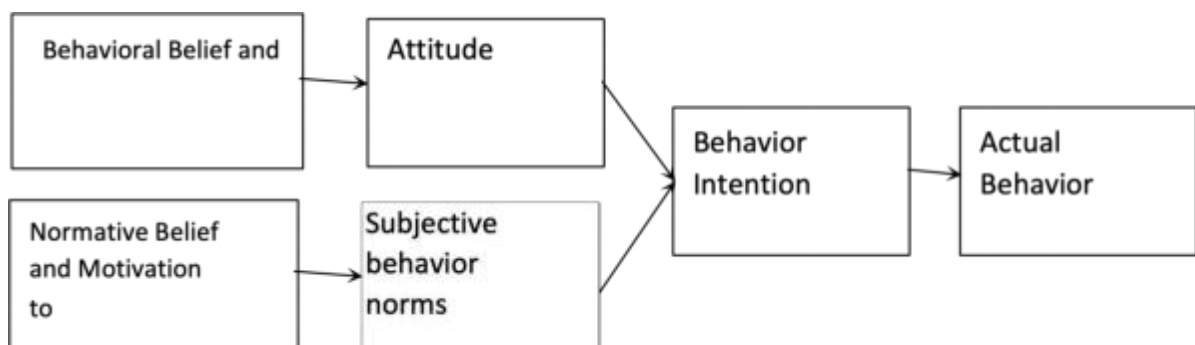 Behavioral Belief and
Attitude
Behavior
Intention
Actual
Behavior
Normative Belief
and Motivation
to
Subjective
behavior
norms